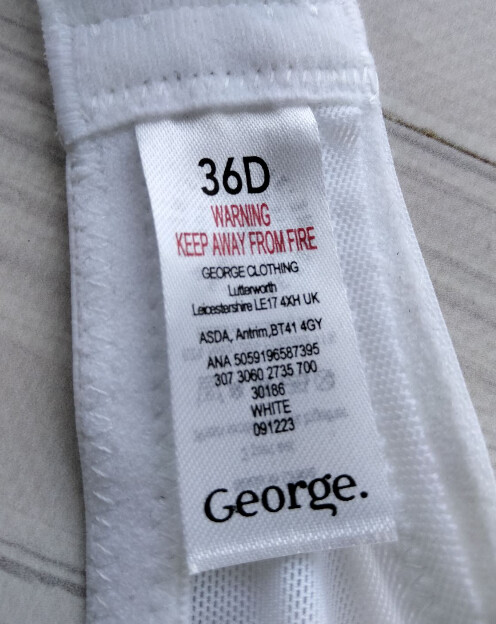 36D
WARNING
KEEP AWAY FROM FIRE
GEORGE CLOTHING
Lutterworth
Leicestershire LE17 4XH UK
ASDA, Antrim,BT41 4GY
ANA 5059196587395
307 3060 2735 700
30186
WHITE
091223
George.